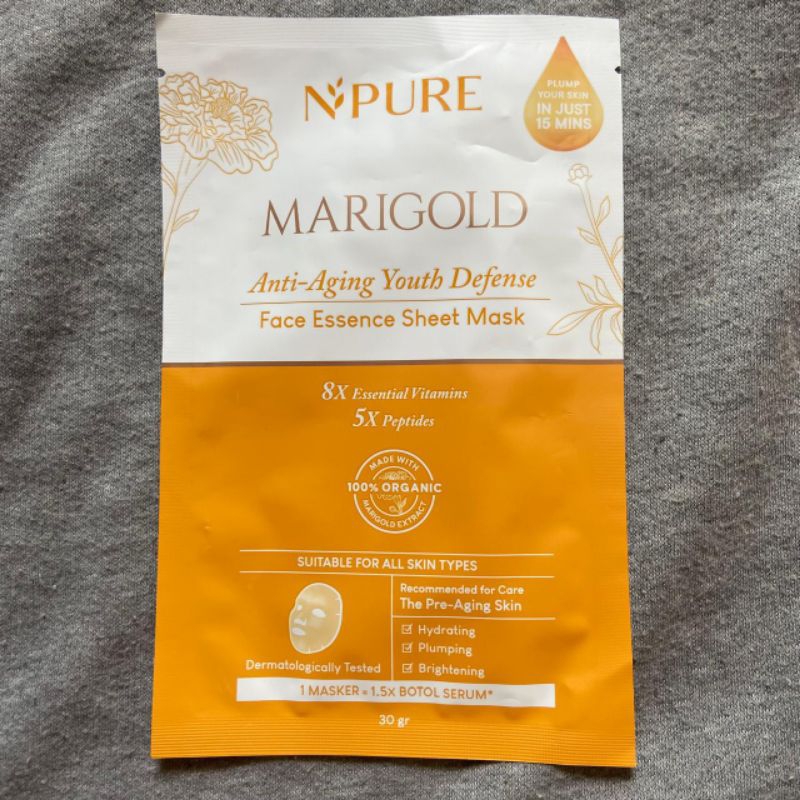 NPURE
PLUMP
YOUR SKIN
IN JUST
15 MINS
MARIGOLD
Anti-Aging Youth Defense
Face Essence Sheet Mask
8X Essential Vitamins
5X Peptides
MADE WITH
100% ORGANIC
MARIGOLD EXTRACT
SUITABLE FOR ALL SKIN TYPES
Recommended for Care
The Pre-Aging Skin
Hydrating
Plumping
Brightening
Dermatologically Tested
1 MASKER = 1.5X BOTOL SERUM*
30 gr